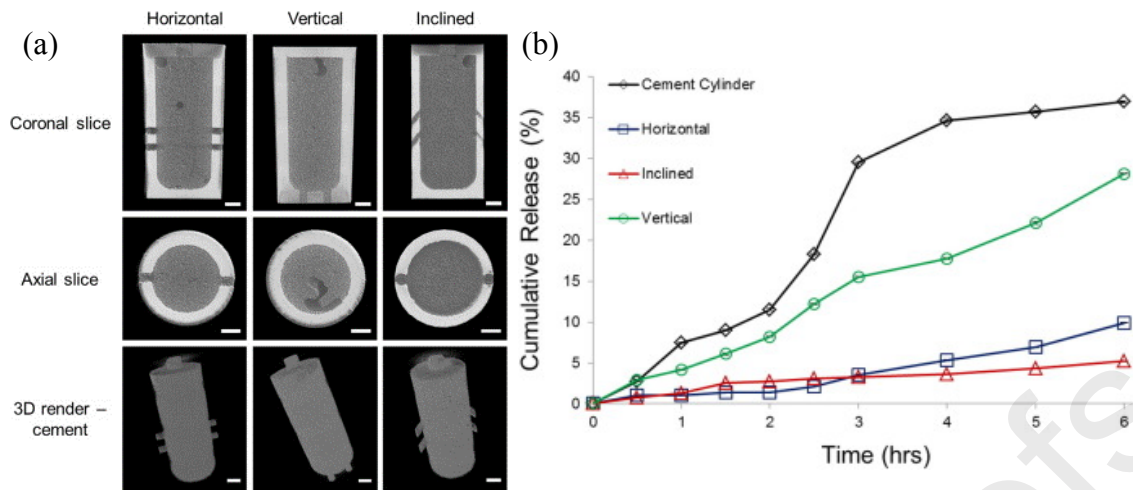 (a)
Horizontal Vertical Inclined
Coronal slice
Axial slice
3D render –
cement
(b)
Cumulative Release (%)
40
35
30
25
20
15
10
5
0
Cement Cylinder
Horizontal
Inclined
Vertical
0 1 2 3 4 5 6
Time (hrs)
ofs